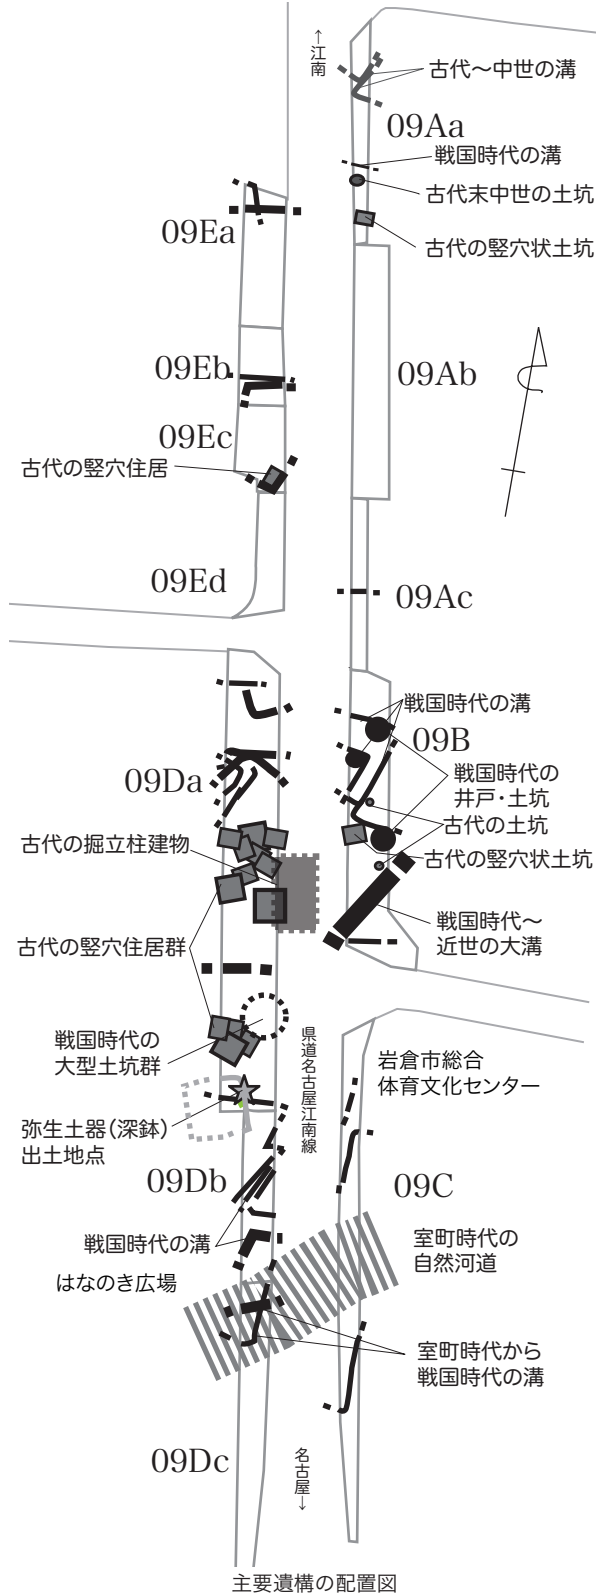 ↑江南
古代～中世の溝
09Aa
戦国時代の溝
古代末中世の土坑
古代の竪穴状土坑
09Ea
09Eb
09Ab
09Ec
古代の竪穴住居
09Ed
09Ac
戦国時代の溝
09B
戦国時代の
井戸・土坑
09Da
古代の土坑
古代の掘立柱建物
古代の竪穴状土坑
戦国時代～
近世の大溝
古代の竪穴住居群
戦国時代の
大型土坑群
県道名古屋江南線
岩倉市総合
体育文化センター
弥生土器(深鉢)
出土地点
09Db
09C
戦国時代の溝
室町時代の
自然河道
はなのき広場
室町時代から
戦国時代の溝
09Dc
名古屋→
主要遺構の配置図